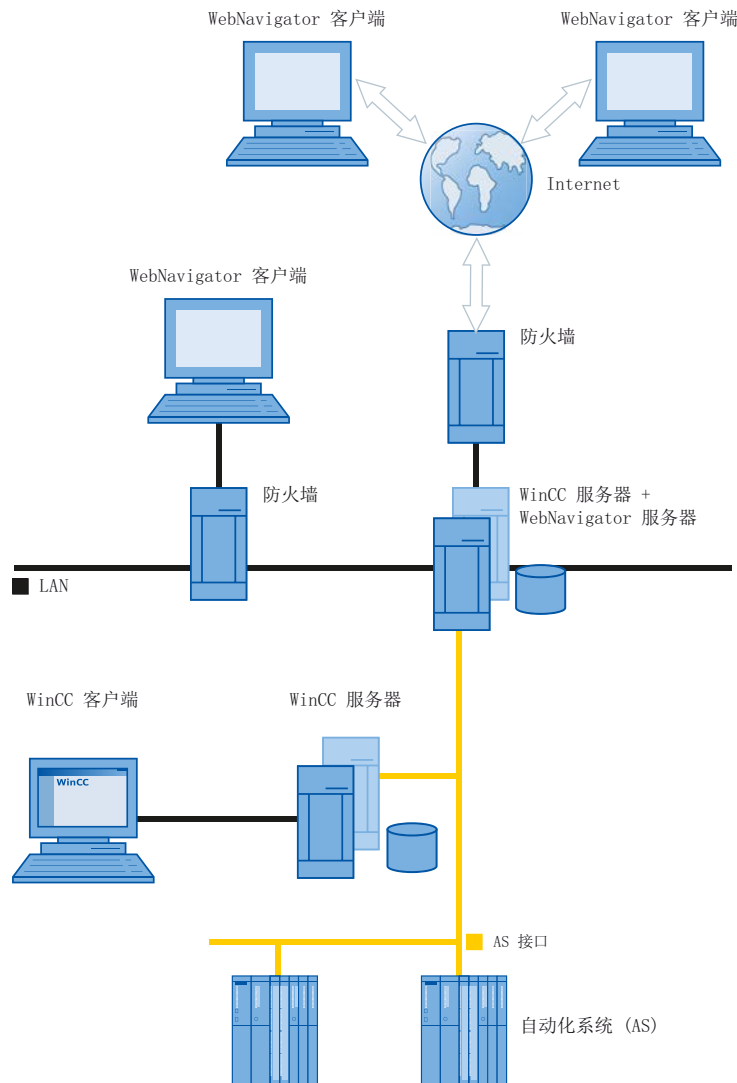 WebNavigator 客户端
WebNavigator 客户端
Internet
WebNavigator 客户端
防火墙
防火墙
WinCC 服务器 +
WebNavigator 服务器
LAN
WinCC 客户端
WinCC 服务器
WinCC
AS 接口
自动化系统 (AS)